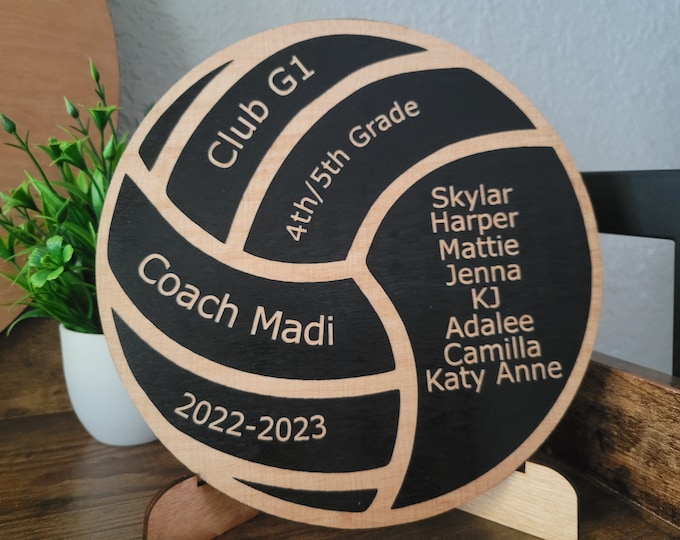 Club G1
4th/5th Grade
Coach Madi
2022-2023
Skylar
Harper
Mattie
Jenna
KJ
Adalee
Camilla
Katy Anne